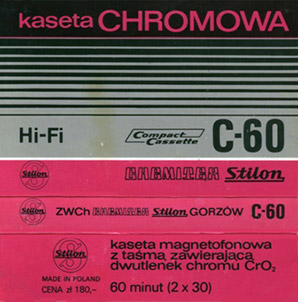 kaseta CHROMOWA
Hi-Fi Compact Cassette C-60
Stilon CHEMITEX Stilon
Stilon ZWCh CHEMITEX Stilon GORZÓW C-60
Stilon
kaseta magnetofonowa
z taśmą zawierającą
dwutlenek chromu CrO₂
MADE IN POLAND
CENA zł 180,- 60 minut (2 x 30)